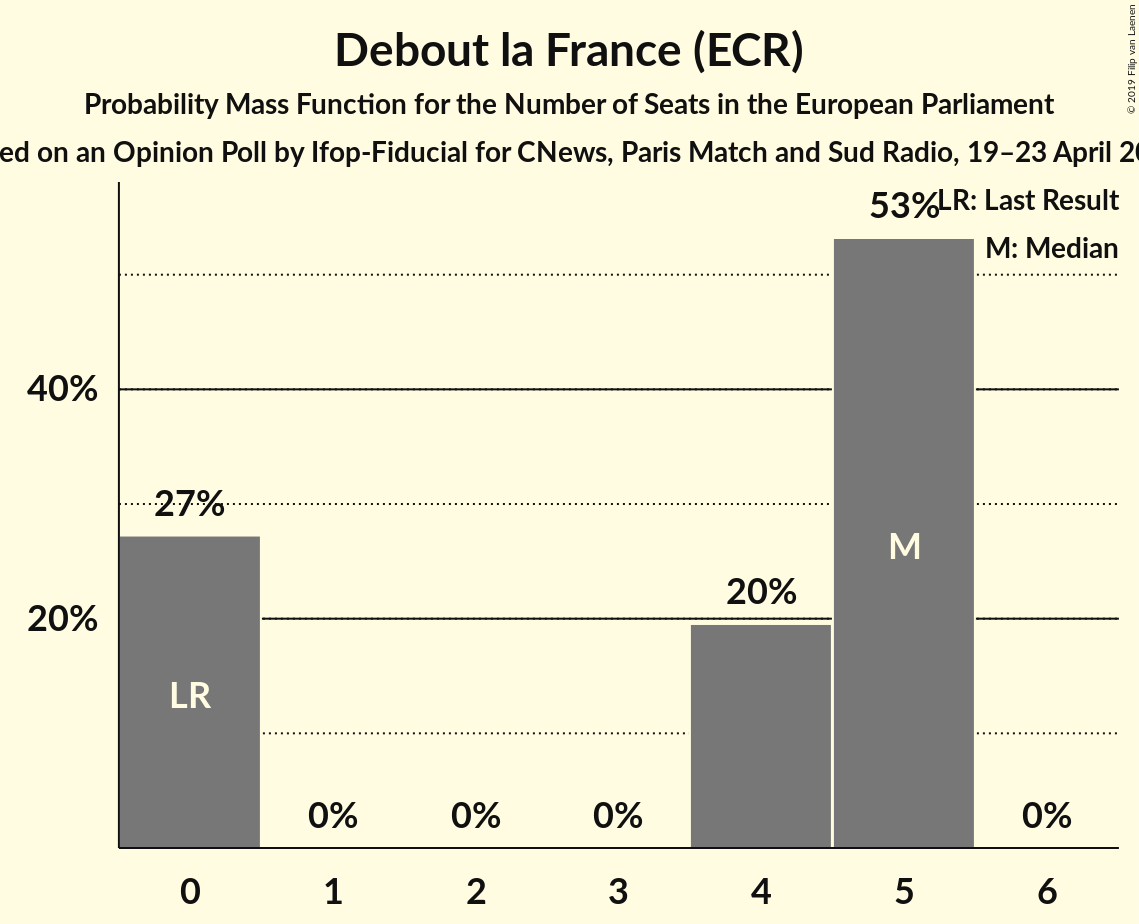 Debout la France (ECR)
Probability Mass Function for the Number of Seats in the European Parliament
ed on an Opinion Poll by Ifop-Fiducial for CNews, Paris Match and Sud Radio, 19–23 April 20
© 2019 Filip van Laenen
LR: Last Result
M: Median
53%
40%
27%
20%
20%
M
LR
0%
0%
0%
0%
0
1
2
3
4
5
6